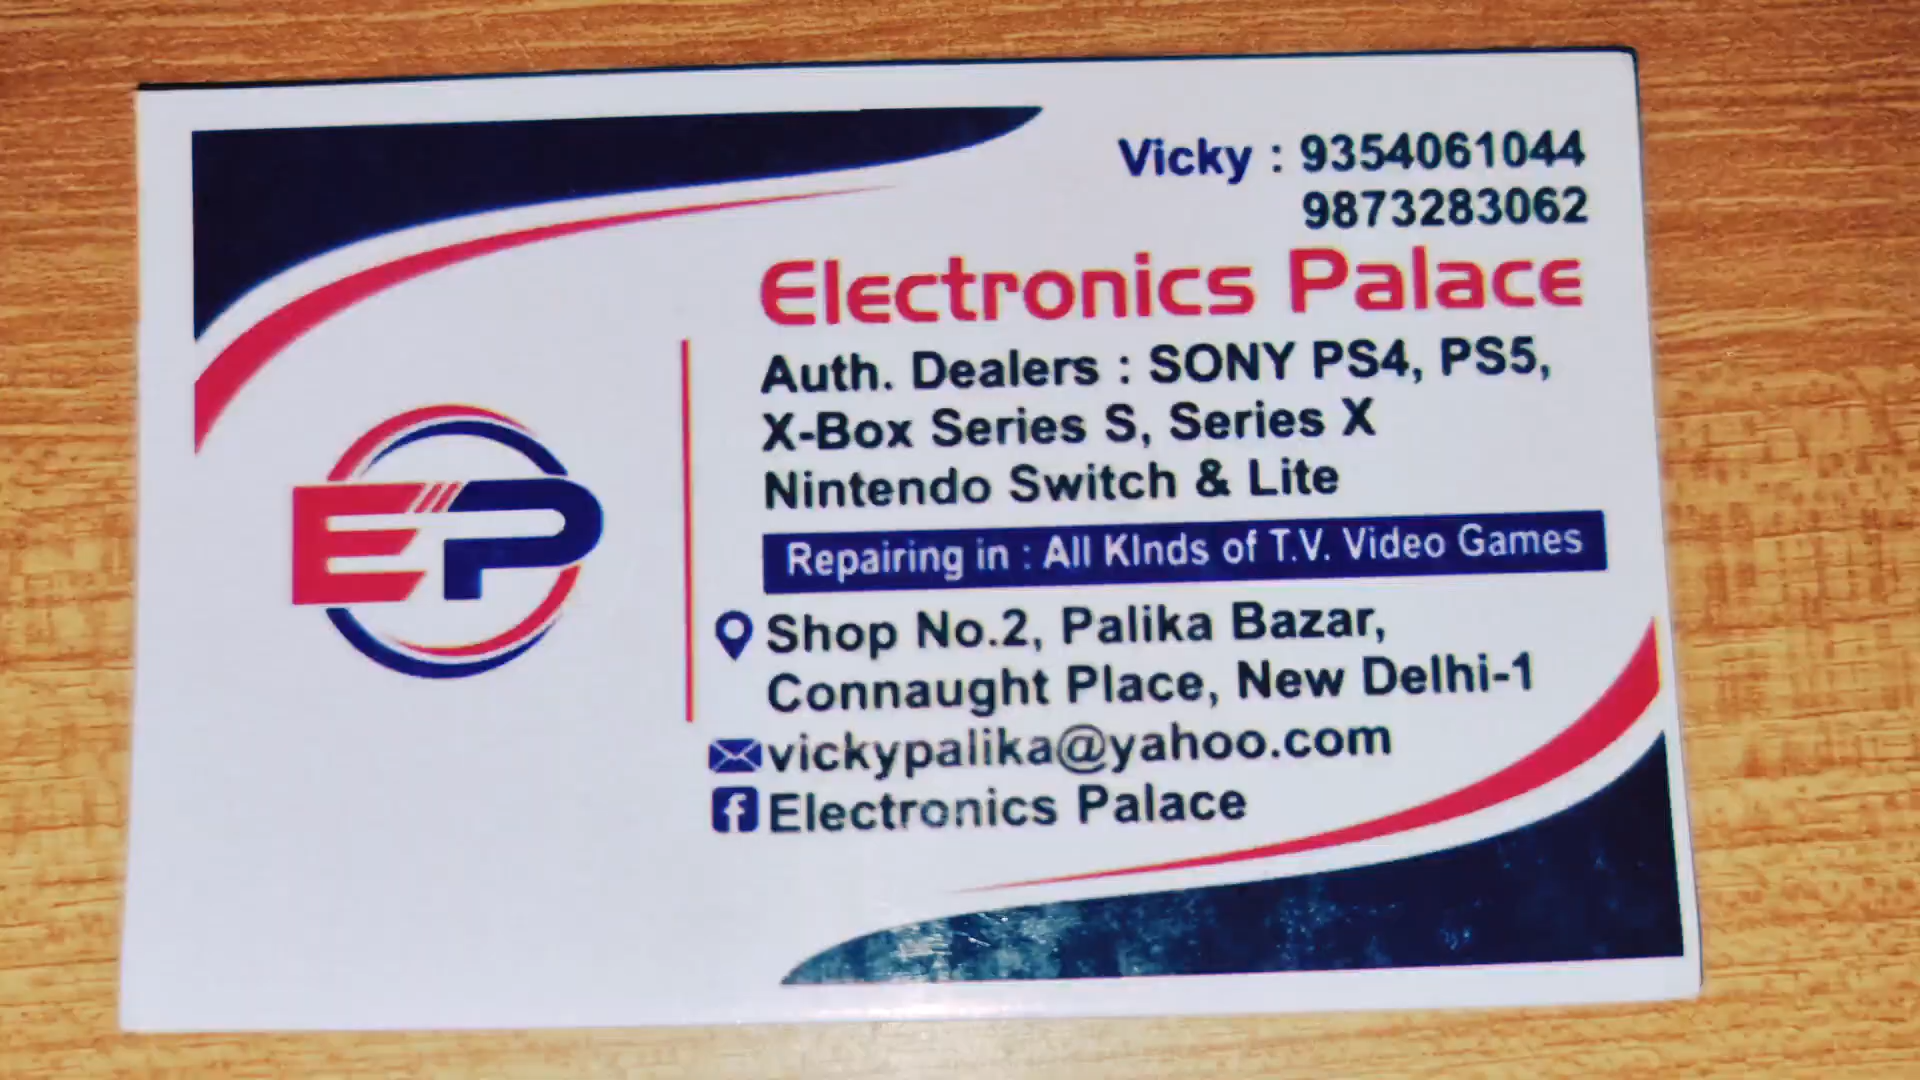 Vicky : 9354061044
9873283062
Electronics Palace
Auth. Dealers : SONY PS4, PS5,
X-Box Series S, Series X
Nintendo Switch & Lite
Repairing in : All KInds of T.V. Video Games
EP
Shop No.2, Palika Bazar,
Connaught Place, New Delhi-1
vickypalika@yahoo.com
Electronics Palace